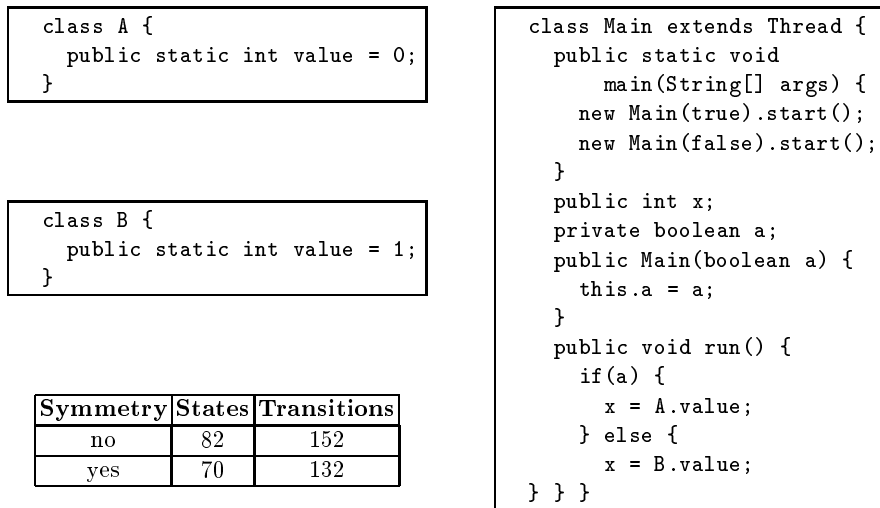 class A {
public static int value = 0;
}
class B {
public static int value = 1;
}
Symmetry States Transitions
no 82 152
yes 70 132
class Main extends Thread {
public static void
main(String[] args) {
new Main(true).start();
new Main(false).start();
}
public int x;
private boolean a;
public Main(boolean a) {
this.a = a;
}
public void run() {
if(a) {
x = A.value;
} else {
x = B.value;
} } }